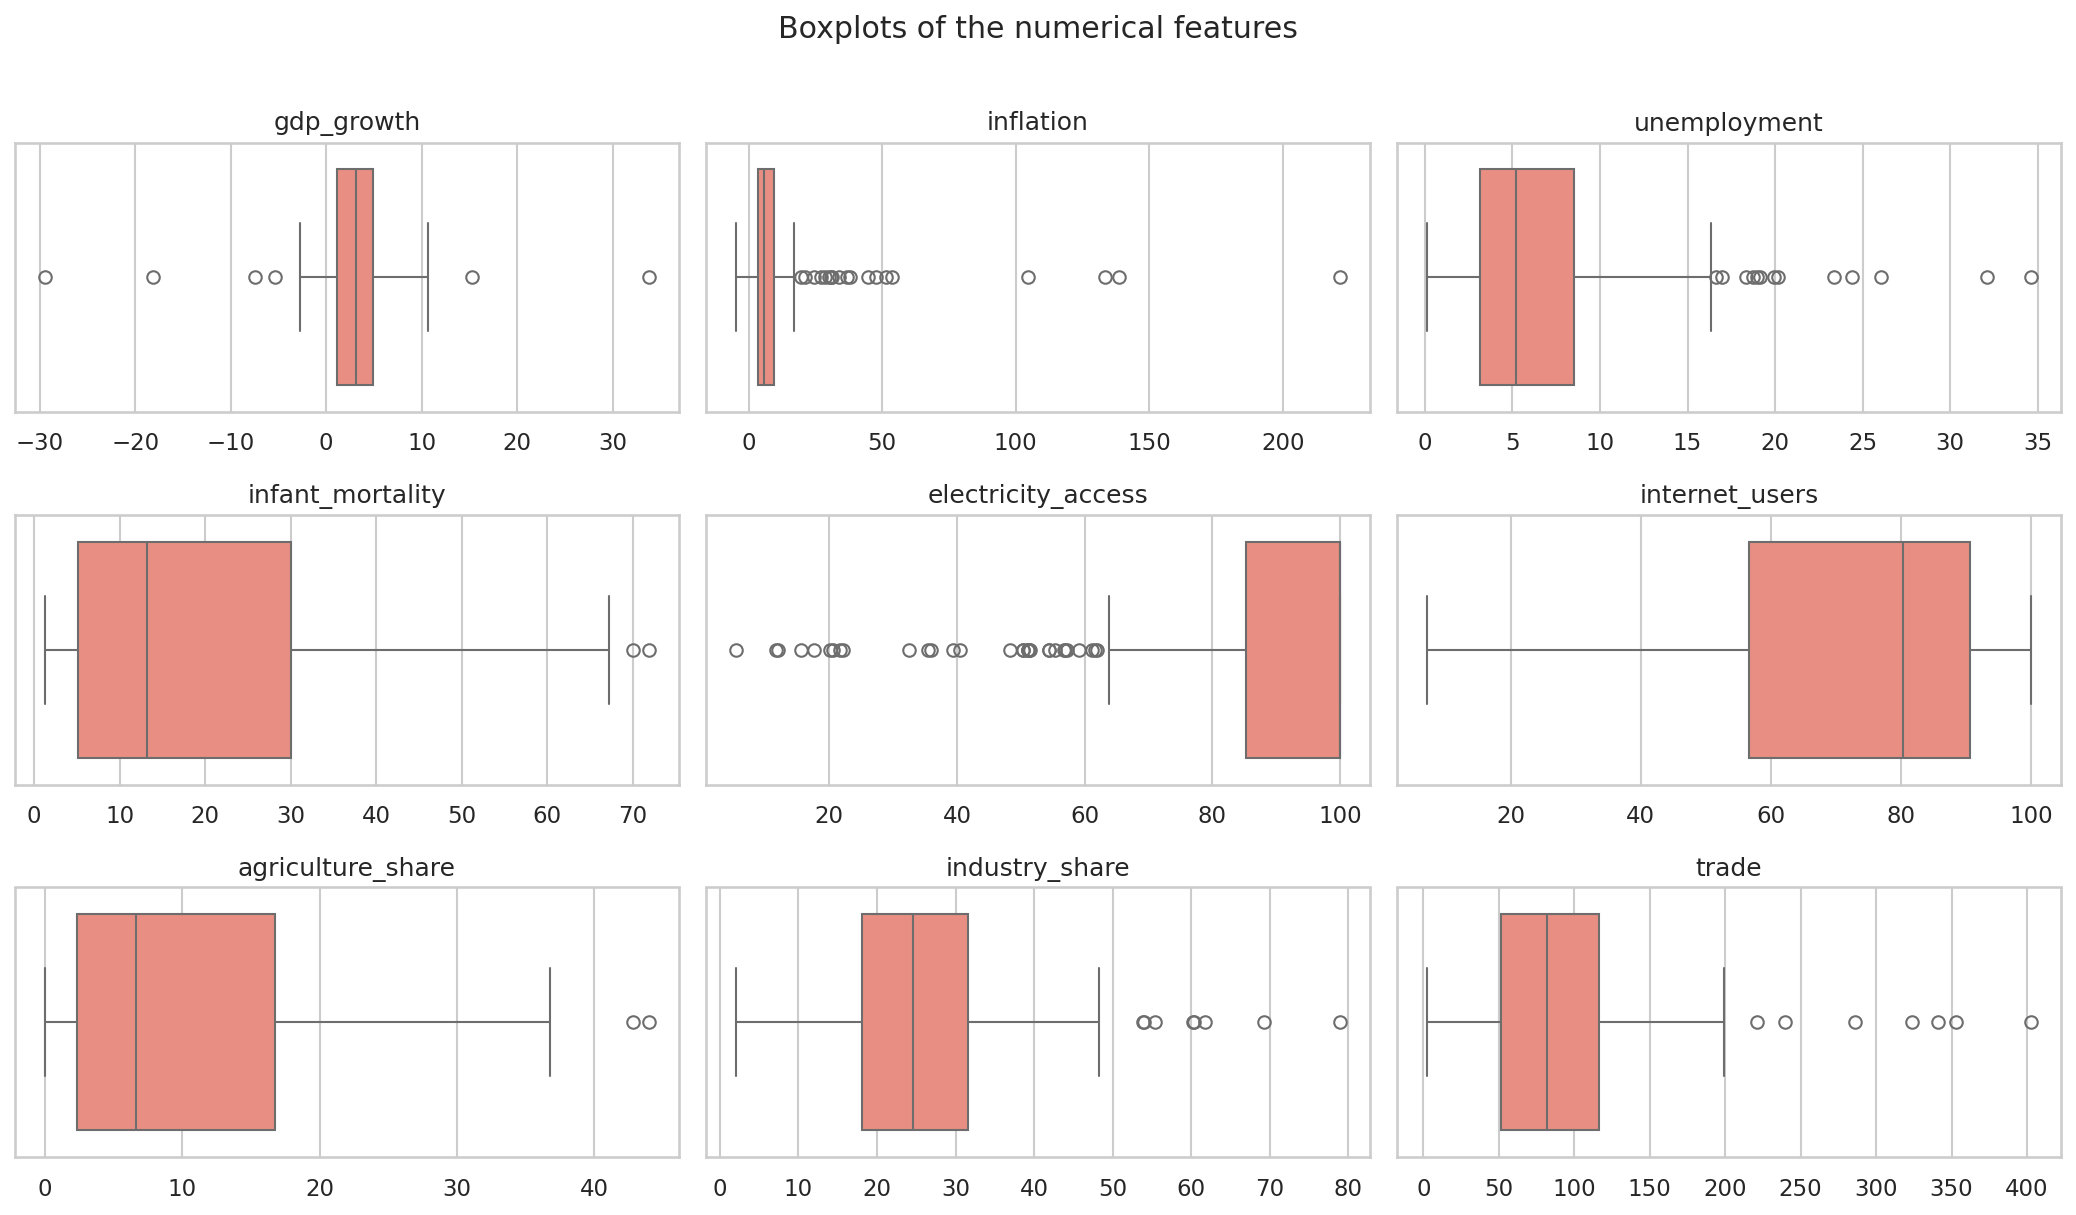 Boxplots of the numerical features
gdp_growth inflation unemployment
−30 −20 −10 0 10 20 30 0 50 100 150 200 0 5 10 15 20 25 30 35
infant_mortality electricity_access internet_users
0 10 20 30 40 50 60 70 20 40 60 80 100 20 40 60 80 100
agriculture_share industry_share trade
0 10 20 30 40 0 10 20 30 40 50 60 70 80 0 50 100 150 200 250 300 350 400